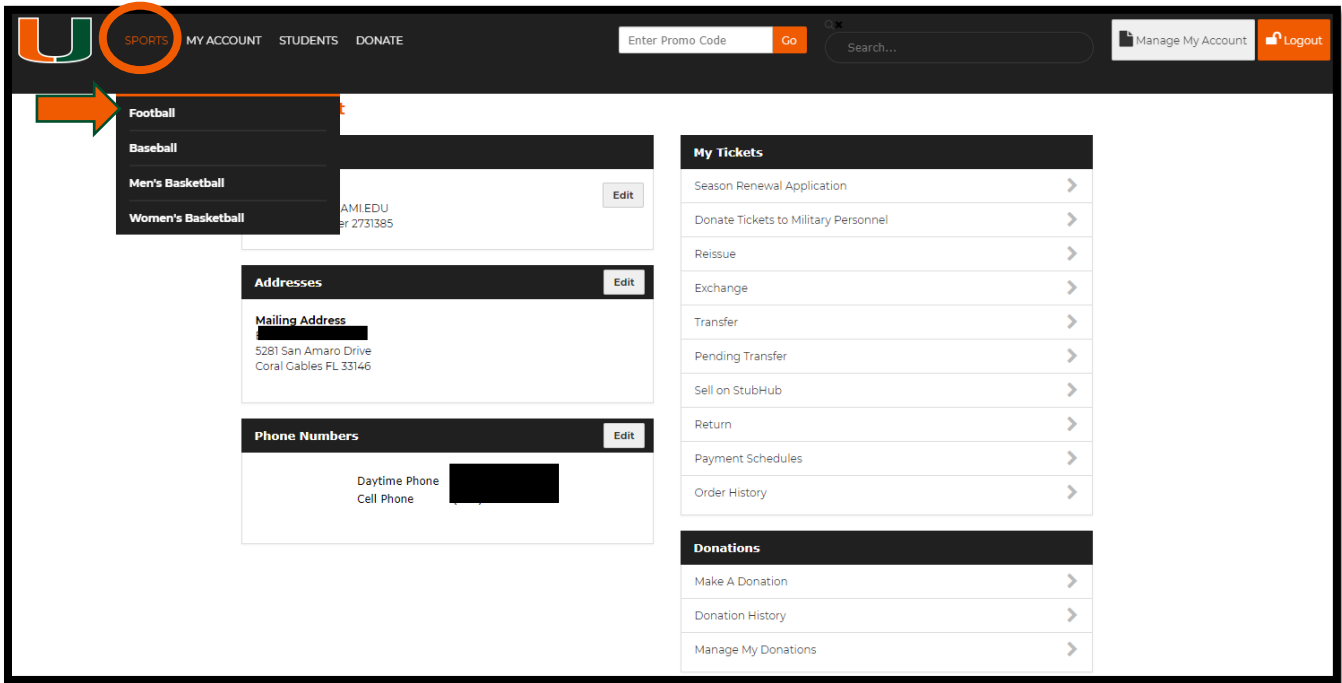 SPORTS MY ACCOUNT STUDENTS DONATE
Enter Promo Code Go
Search...
Manage My Account Logout
Football
Baseball
Men's Basketball
Women's Basketball
AMI.EDU
er 2731385
Edit
Addresses Edit
Mailing Address
5281 San Amaro Drive
Coral Gables FL 33146
Phone Numbers Edit
Daytime Phone
Cell Phone
My Tickets
Season Renewal Application
Donate Tickets to Military Personnel
Reissue
Exchange
Transfer
Pending Transfer
Sell on StubHub
Return
Payment Schedules
Order History
Donations
Make A Donation
Donation History
Manage My Donations